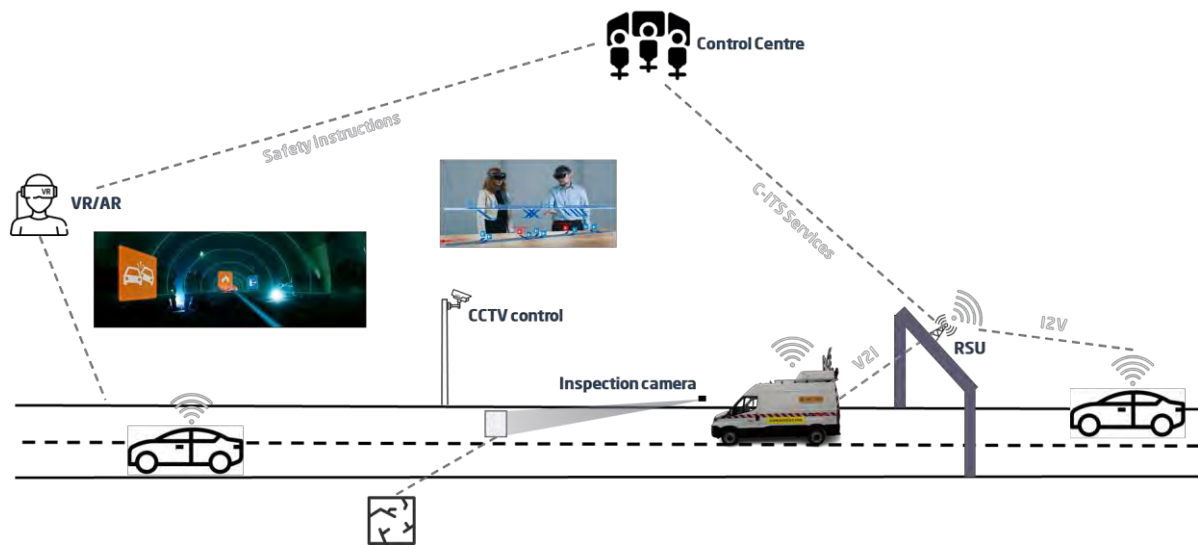 Control Centre
Safety instructions
VR
VR/AR
C-ITS Services
CCTV control
I2V
RSU
V2I
Inspection camera